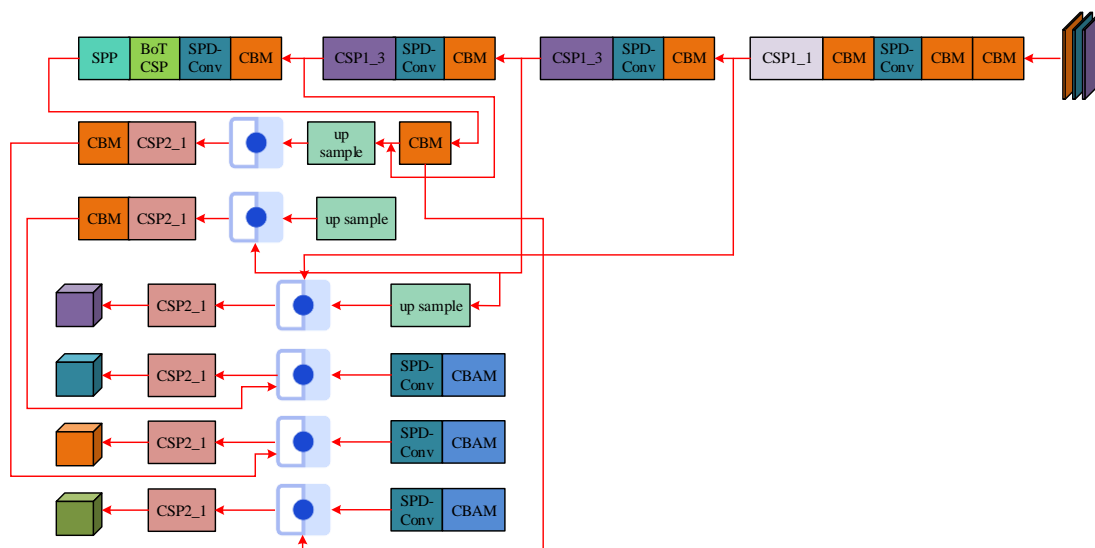 SPP
BoT
CSP
SPD-
Conv
CBM
CSP1_3
SPD-
Conv
CBM
CSP1_3
SPD-
Conv
CBM
CSP1_1
CBM
SPD-
Conv
CBM
CBM
CBM
CSP2_1
up
sample
CBM
CBM
CSP2_1
up sample
CSP2_1
up sample
CSP2_1
SPD-
Conv
CBAM
CSP2_1
SPD-
Conv
CBAM
CSP2_1
SPD-
Conv
CBAM